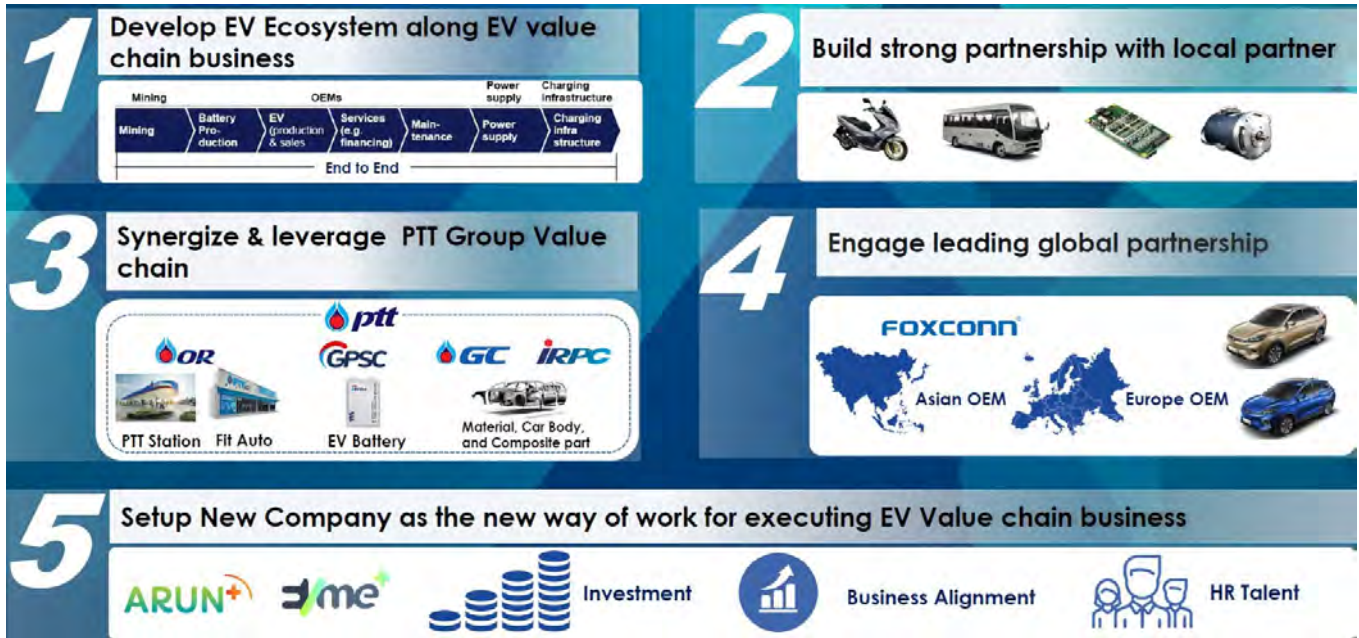 1
Develop EV Ecosystem along EV value
chain business
Mining OEMs Power supply Charging Infrastructure
Mining
Battery Pro-duction
EV (production & sales
Services (e.g. financing)
Main-tenance
Power supply
Charging infra structure
End to End
2
Build strong partnership with local partner
3
Synergize & leverage PTT Group Value
chain
ptt
OR GPSC GC IRPC
PTT Station Fit Auto EV Battery
Material, Car Body,
and Composite part
4
Engage leading global partnership
FOXCONN
Asian OEM Europe OEM
5
Setup New Company as the new way of work for executing EV Value chain business
ARUN+ EVme+ Investment Business Alignment HR Talent